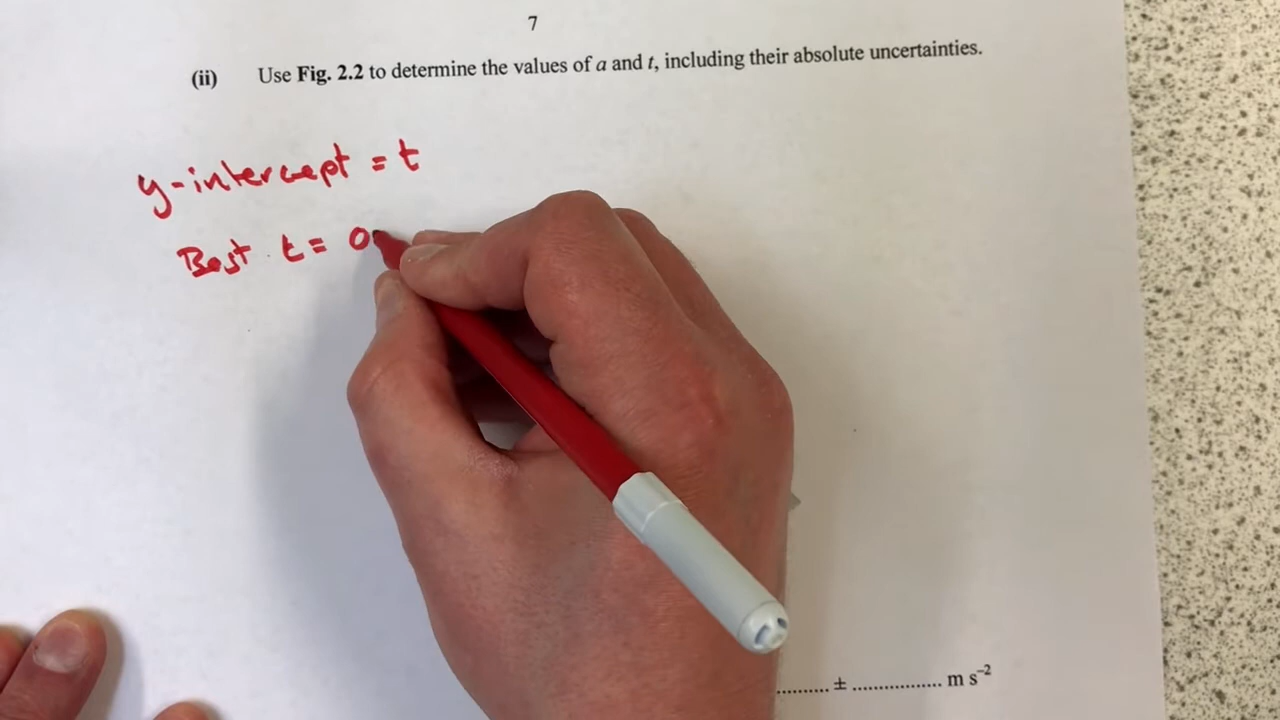 7
(ii) Use Fig. 2.2 to determine the values of a and t, including their absolute uncertainties.
y-intercept = t
Best t = 0
.......... ± ................. m s⁻²